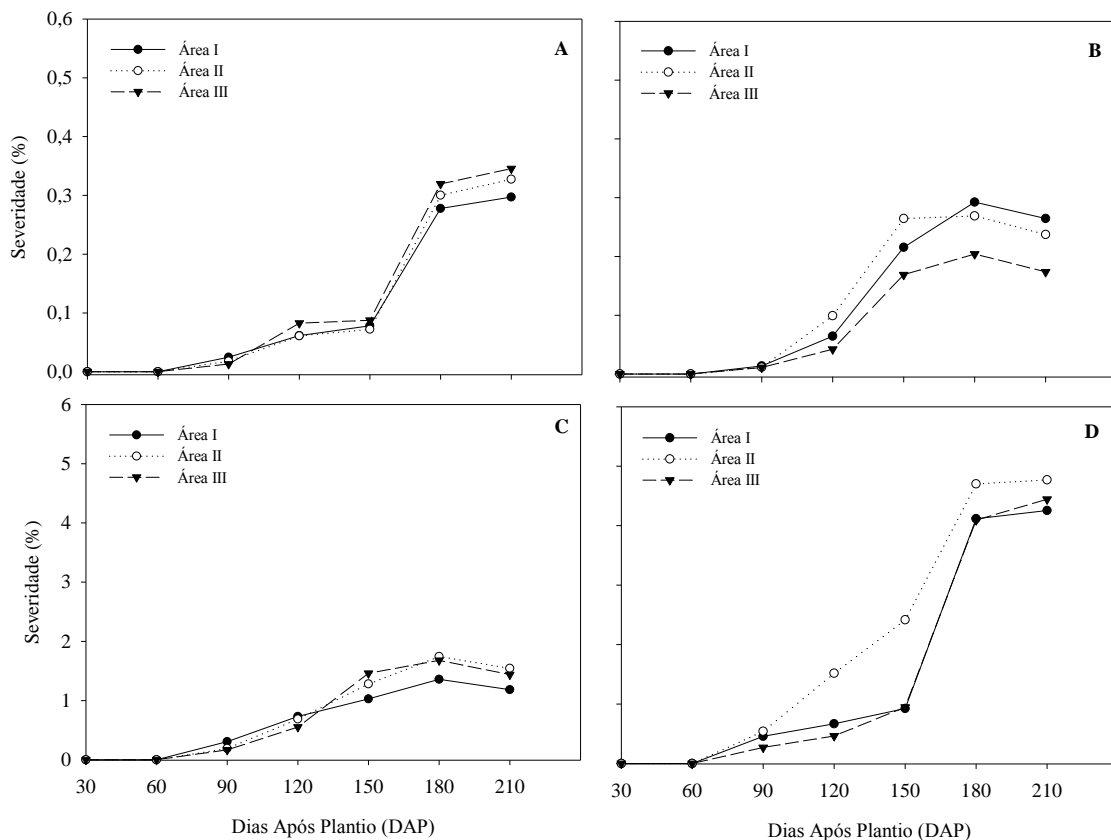 A
Área I
Área II
Área III
0,6
0,5
0,4
0,3
0,2
0,1
0,0
Severidade (%)
B
Área I
Área II
Área III
C
Área I
Área II
Área III
6
5
4
3
2
1
0
Severidade (%)
30 60 90 120 150 180 210
Dias Após Plantio (DAP)
D
Área I
Área II
Área III
30 60 90 120 150 180 210
Dias Após Plantio (DAP)